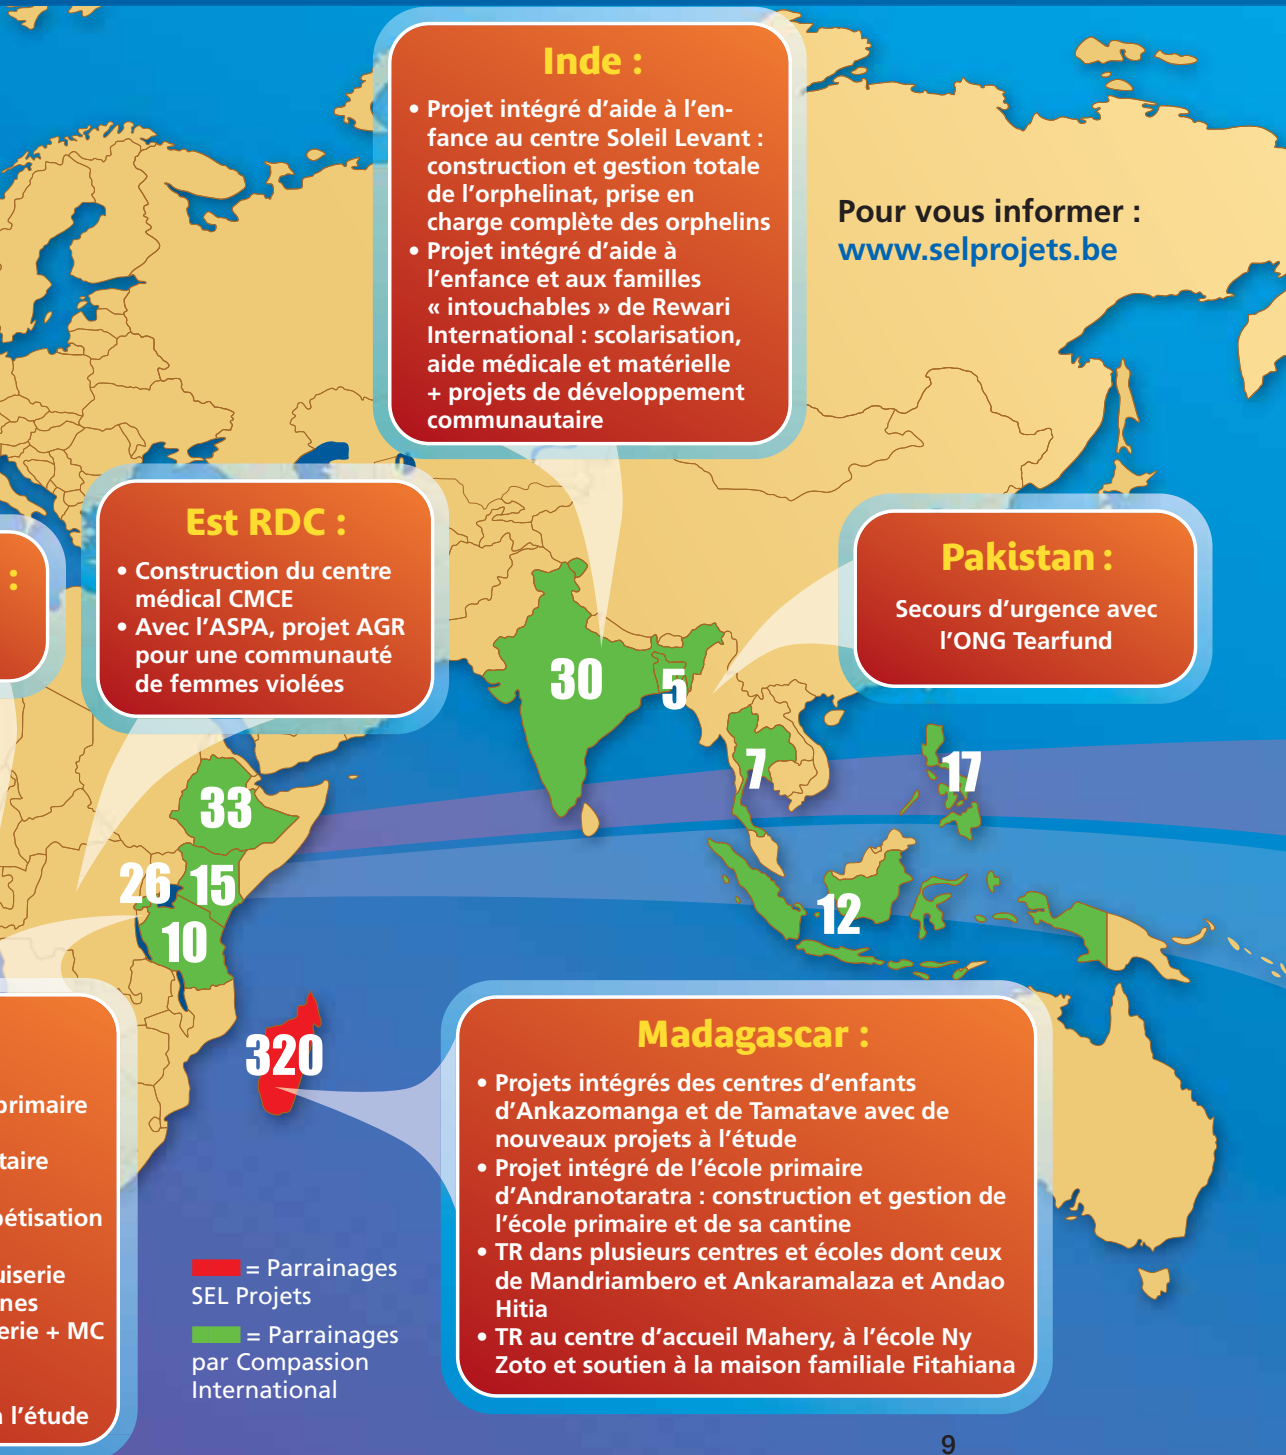 Inde :
• Projet intégré d'aide à l'en-
fance au centre Soleil Levant :
construction et gestion totale
de l'orphelinat, prise en
charge complète des orphelins
• Projet intégré d'aide à
l'enfance et aux familles
« intouchables » de Rewari
International : scolarisation,
aide médicale et matérielle
+ projets de développement
communautaire
Pour vous informer :
www.selprojets.be
Est RDC :
• Construction du centre
médical CMCE
• Avec l'ASPA, projet AGR
pour une communauté
de femmes violées
:
Pakistan :
Secours d'urgence avec
l'ONG Tearfund
30
5
7
17
33
26
15
10
12
320
primaire
taire
bétisation
uiserie
nes
erie + MC
l'étude
Madagascar :
• Projets intégrés des centres d'enfants
d'Ankazomanga et de Tamatave avec de
nouveaux projets à l'étude
• Projet intégré de l'école primaire
d'Andranotaratra : construction et gestion de
l'école primaire et de sa cantine
• TR dans plusieurs centres et écoles dont ceux
de Mandriambero et Ankaramalaza et Andao
Hitia
• TR au centre d'accueil Mahery, à l'école Ny
Zoto et soutien à la maison familiale Fitahiana
= Parrainages
SEL Projets
= Parrainages
par Compassion
International
9